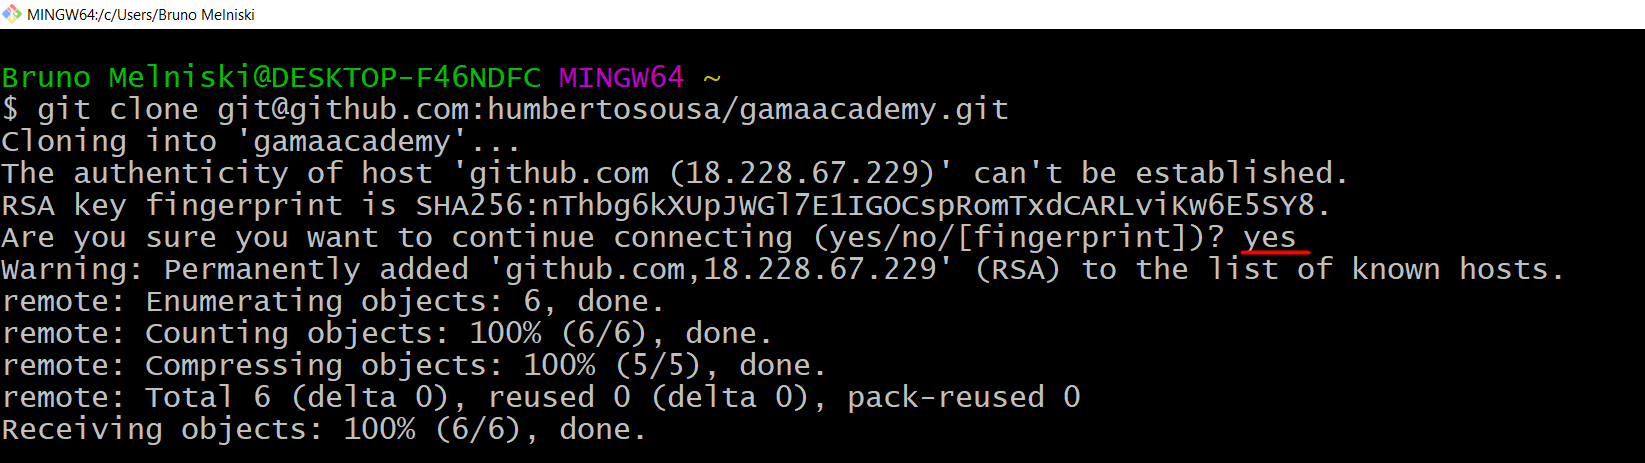 MINGW64:/c/Users/Bruno Melniski
Bruno Melniski@DESKTOP-F46NDFC MINGW64 ~
$ git clone git@github.com:humbertosousa/gamaacademy.git
Cloning into 'gamaacademy'...
The authenticity of host 'github.com (18.228.67.229)' can't be established.
RSA key fingerprint is SHA256:nThbg6kXUpJWGl7E1IGOCspRomTxdCARLviKw6E5SY8.
Are you sure you want to continue connecting (yes/no/[fingerprint])? yes
Warning: Permanently added 'github.com,18.228.67.229' (RSA) to the list of known hosts.
remote: Enumerating objects: 6, done.
remote: Counting objects: 100% (6/6), done.
remote: Compressing objects: 100% (5/5), done.
remote: Total 6 (delta 0), reused 0 (delta 0), pack-reused 0
Receiving objects: 100% (6/6), done.